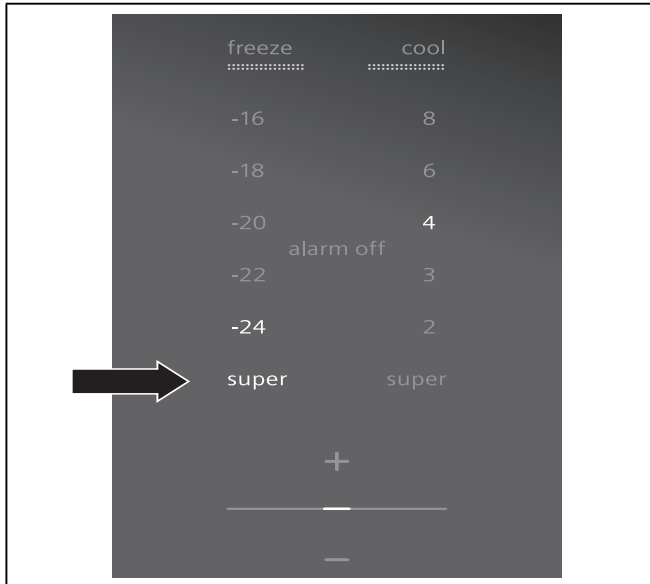 freeze cool
-16 8
-18 6
-20 4
alarm off
-22 3
-24 2
super super
+
–